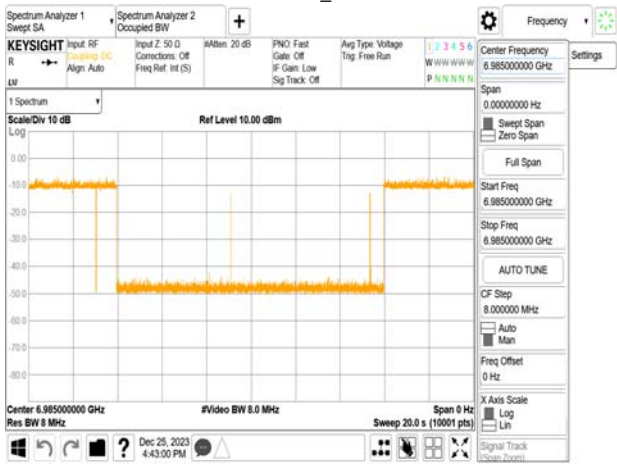 Spectrum Analyzer 1
Swept SA
Spectrum Analyzer 2
Occupied BW
+
Frequency
KEYSIGHT
R
Input: RF
Coupling: DC
Align: Auto
Input Z: 50 Ω
Corrections: Off
Freq Ref: Int (S)
#Atten: 20 dB
PNO: Fast
Gate: Off
IF Gain: Low
Sig Track: Off
Avg Type: Voltage
Trig: Free Run
1 2 3 4 5 6
W W W W W W
P N N N N N
1 Spectrum
Scale/Div 10 dB
Ref Level 10.00 dBm
Log
0.00
-10.0
-20.0
-30.0
-40.0
-50.0
-60.0
-70.0
-80.0
Center 6.985000000 GHz
#Video BW 8.0 MHz
Span 0 Hz
Res BW 8 MHz
Sweep 20.0 s (10001 pts)
?
Dec 25, 2023
4:43:00 PM
Center Frequency
6.985000000 GHz
Settings
Span
0.00000000 Hz
Swept Span
Zero Span
Full Span
Start Freq
6.985000000 GHz
Stop Freq
6.985000000 GHz
AUTO TUNE
CF Step
8.000000 MHz
Auto
Man
Freq Offset
0 Hz
X Axis Scale
Log
Lin
Signal Track
(Span Zoom)